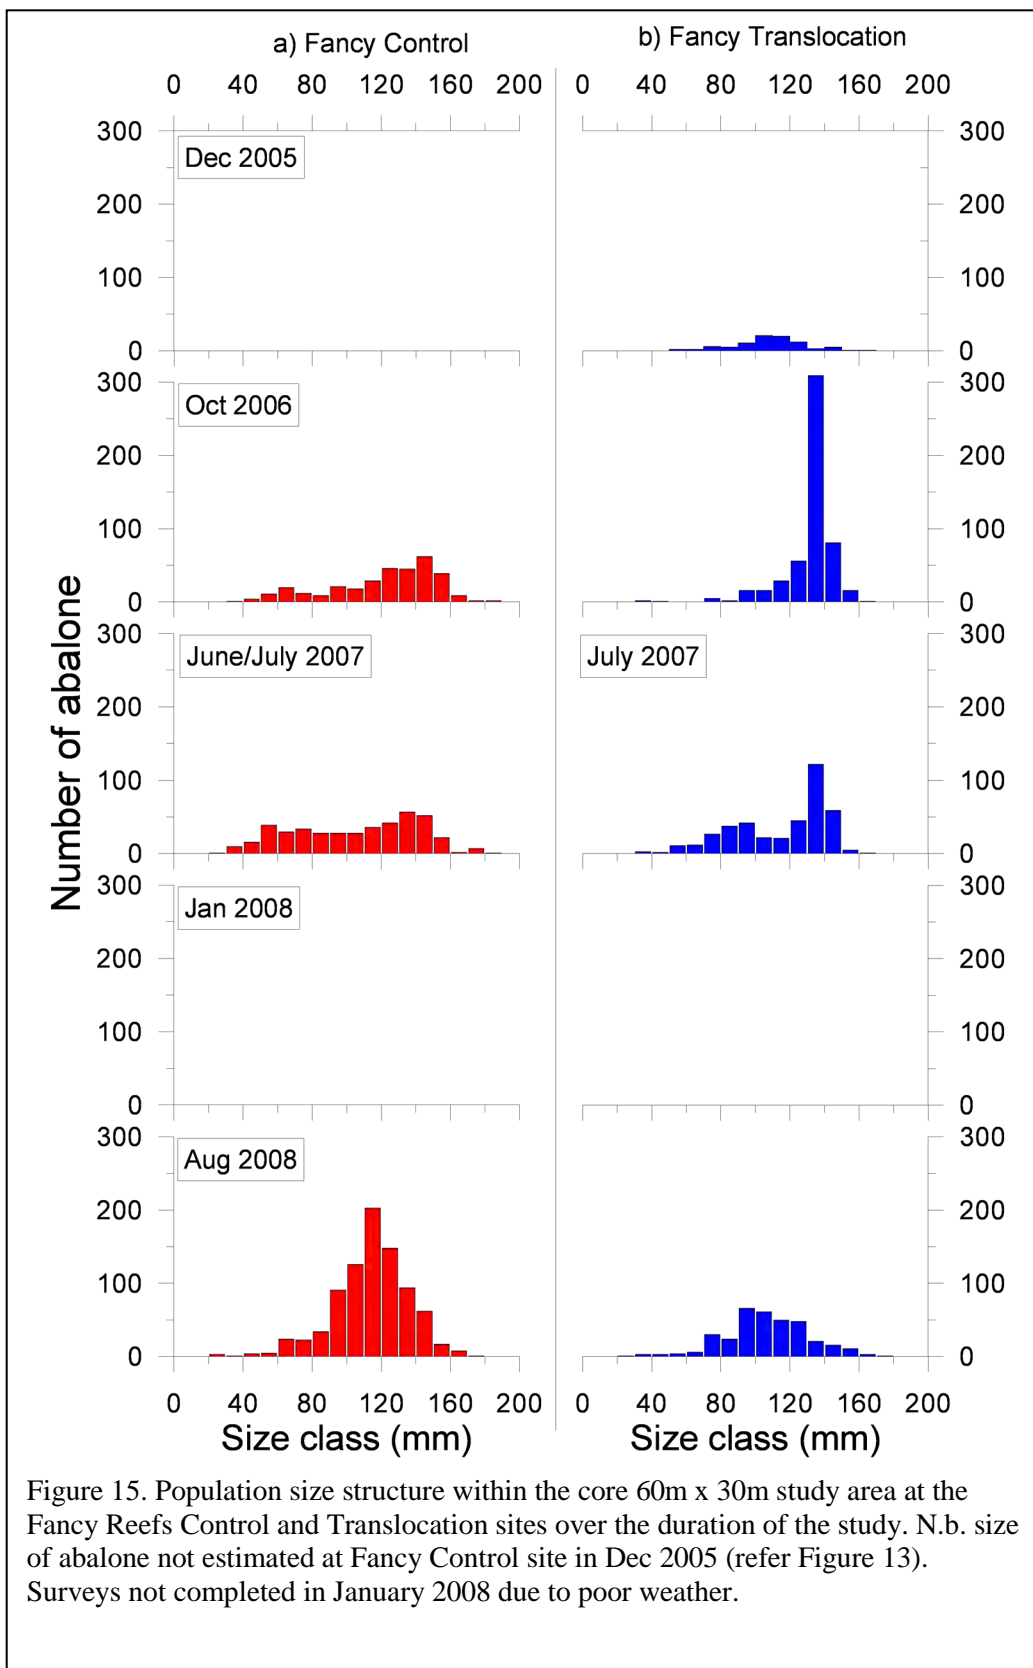 a) Fancy Control
b) Fancy Translocation
0 40 80 120 160 200
0 40 80 120 160 200
300
200
100
0
Dec 2005
300
200
100
0
300
200
100
0
Oct 2006
300
200
100
0
Number of abalone
300
200
100
0
June/July 2007
July 2007
300
200
100
0
300
200
100
0
Jan 2008
300
200
100
0
300
200
100
0
Aug 2008
300
200
100
0
0 40 80 120 160 200
0 40 80 120 160 200
Size class (mm)
Size class (mm)
Figure 15. Population size structure within the core 60m x 30m study area at the
Fancy Reefs Control and Translocation sites over the duration of the study. N.b. size
of abalone not estimated at Fancy Control site in Dec 2005 (refer Figure 13).
Surveys not completed in January 2008 due to poor weather.